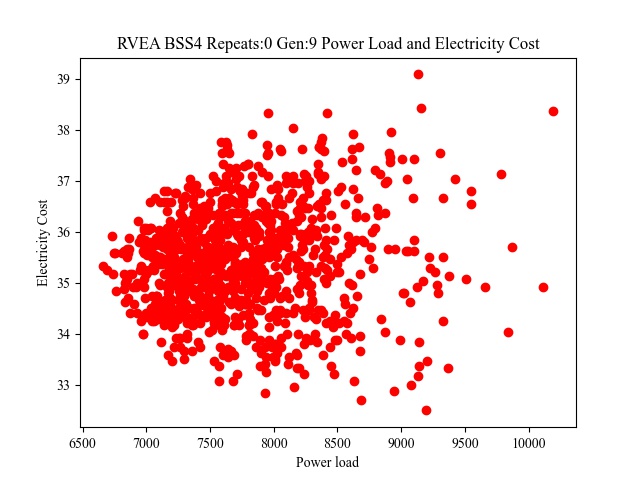 RVEA BSS4 Repeats:0 Gen:9 Power Load and Electricity Cost
39
38
37
36
35
34
33
Electricity Cost
6500 7000 7500 8000 8500 9000 9500 10000
Power load